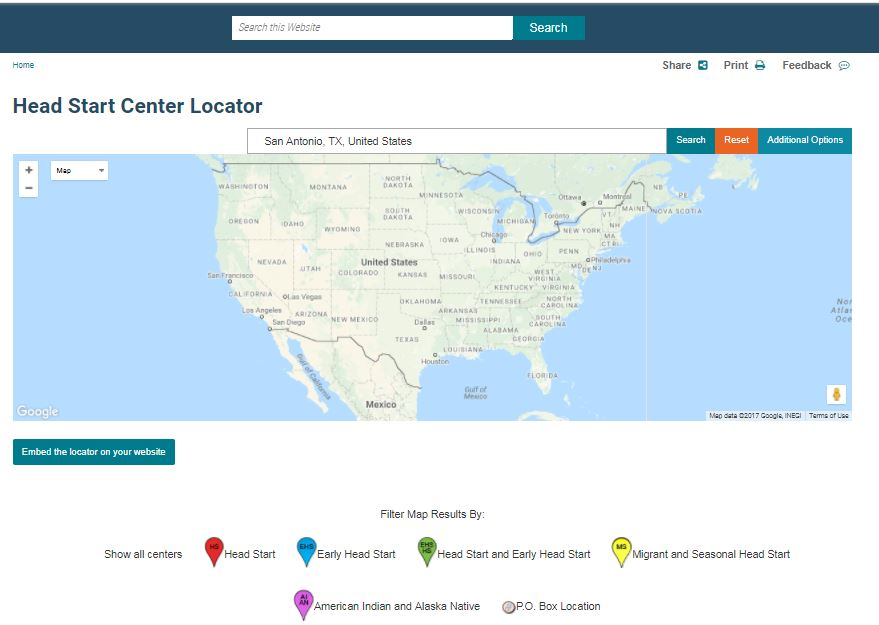 Search this Website Search
Home Share Print Feedback
Head Start Center Locator
San Antonio, TX, United States Search Reset Additional Options
+ Map
−
WASHINGTON
MONTANA
NORTH
DAKOTA
MINNESOTA
OREGON
IDAHO
WYOMING
SOUTH
DAKOTA
WISCONSIN
MICHIGAN
Ottawa
Montreal
Toronto
NB
PE
MAINE
NOVA SCOTIA
VT
NH
NEW YORK
MA
CT RI
Chicago
IOWA
NEBRASKA
ILLINOIS
INDIANA
OHIO
PENN
Philadelphia
MD
DE NJ
NEVADA
UTAH
COLORADO
United States
KANSAS
MISSOURI
WEST
VIRGINIA
KENTUCKY
VIRGINIA
San Francisco
CALIFORNIA
Las Vegas
Los Angeles
San Diego
ARIZONA
NEW MEXICO
OKLAHOMA
ARKANSAS
TENNESSEE
NORTH
CAROLINA
SOUTH
CAROLINA
Dallas
MISSISSIPPI
ALABAMA
GEORGIA
TEXAS
LOUISIANA
Houston
FLORIDA
Gulf of
California
Gulf of
Mexico
Mexico
Nor
Atlan
Oce
Google
Map data ©2017 Google, INEGI Terms of Use
Embed the locator on your website
Filter Map Results By:
Show all centers HS Head Start EHS Early Head Start EHS HS Head Start and Early Head Start MS Migrant and Seasonal Head Start
AI AN American Indian and Alaska Native P.O. Box Location